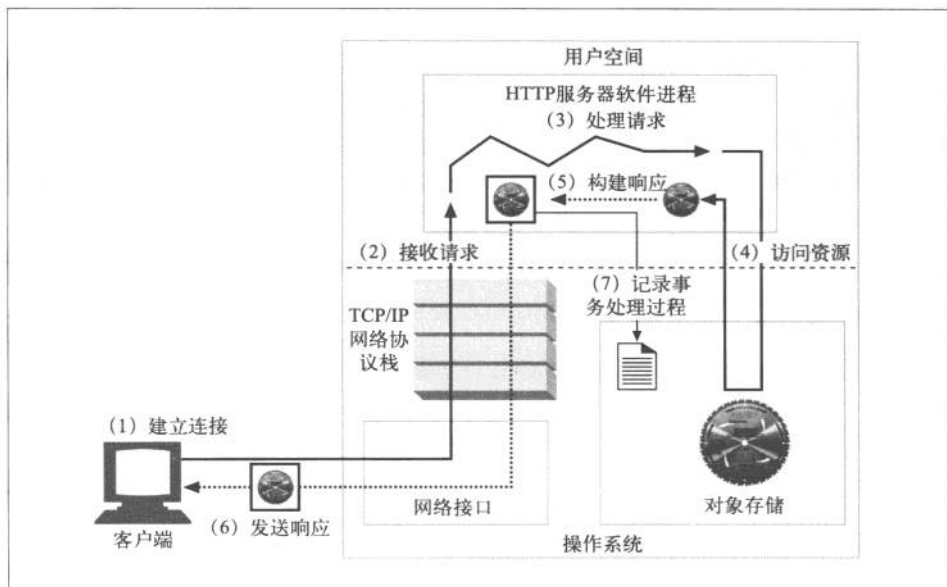 用户空间
HTTP服务器软件进程
(3) 处理请求
(5) 构建响应
(2) 接收请求
(4) 访问资源
(7) 记录事
务处理过程
TCP/IP
网络协
议栈
(1) 建立连接
(6) 发送响应
客户端
网络接口
对象存储
操作系统